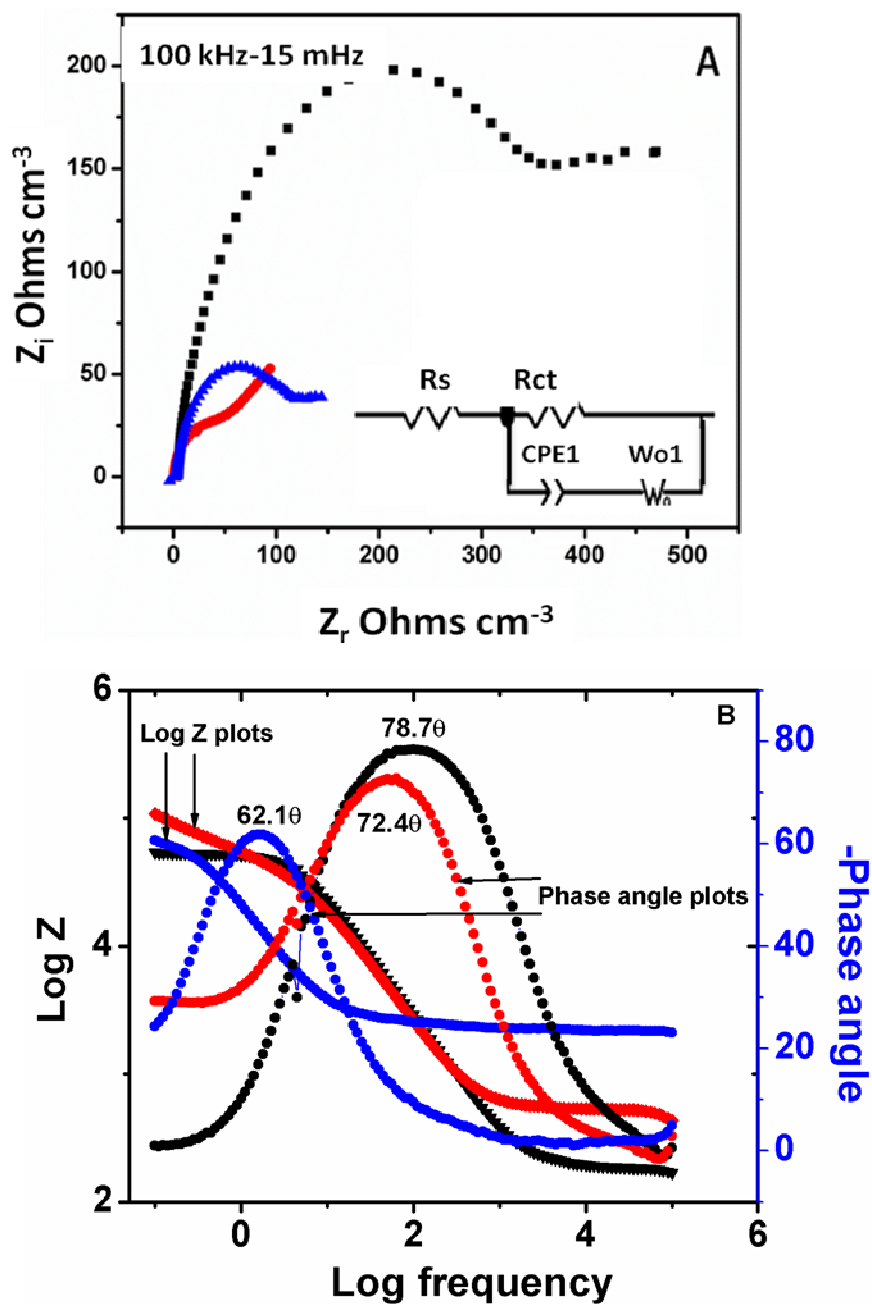 100 kHz-15 mHz
A
200
150
100
50
0
Zi Ohms cm-3
Rs
Rct
CPE1
Wo1
0 100 200 300 400 500
Zr Ohms cm-3
6
4
2
Log Z
B
78.7θ
Log Z plots
62.1θ
72.4θ
Phase angle plots
80
60
40
20
0
-Phase angle
0 2 4 6
Log frequency